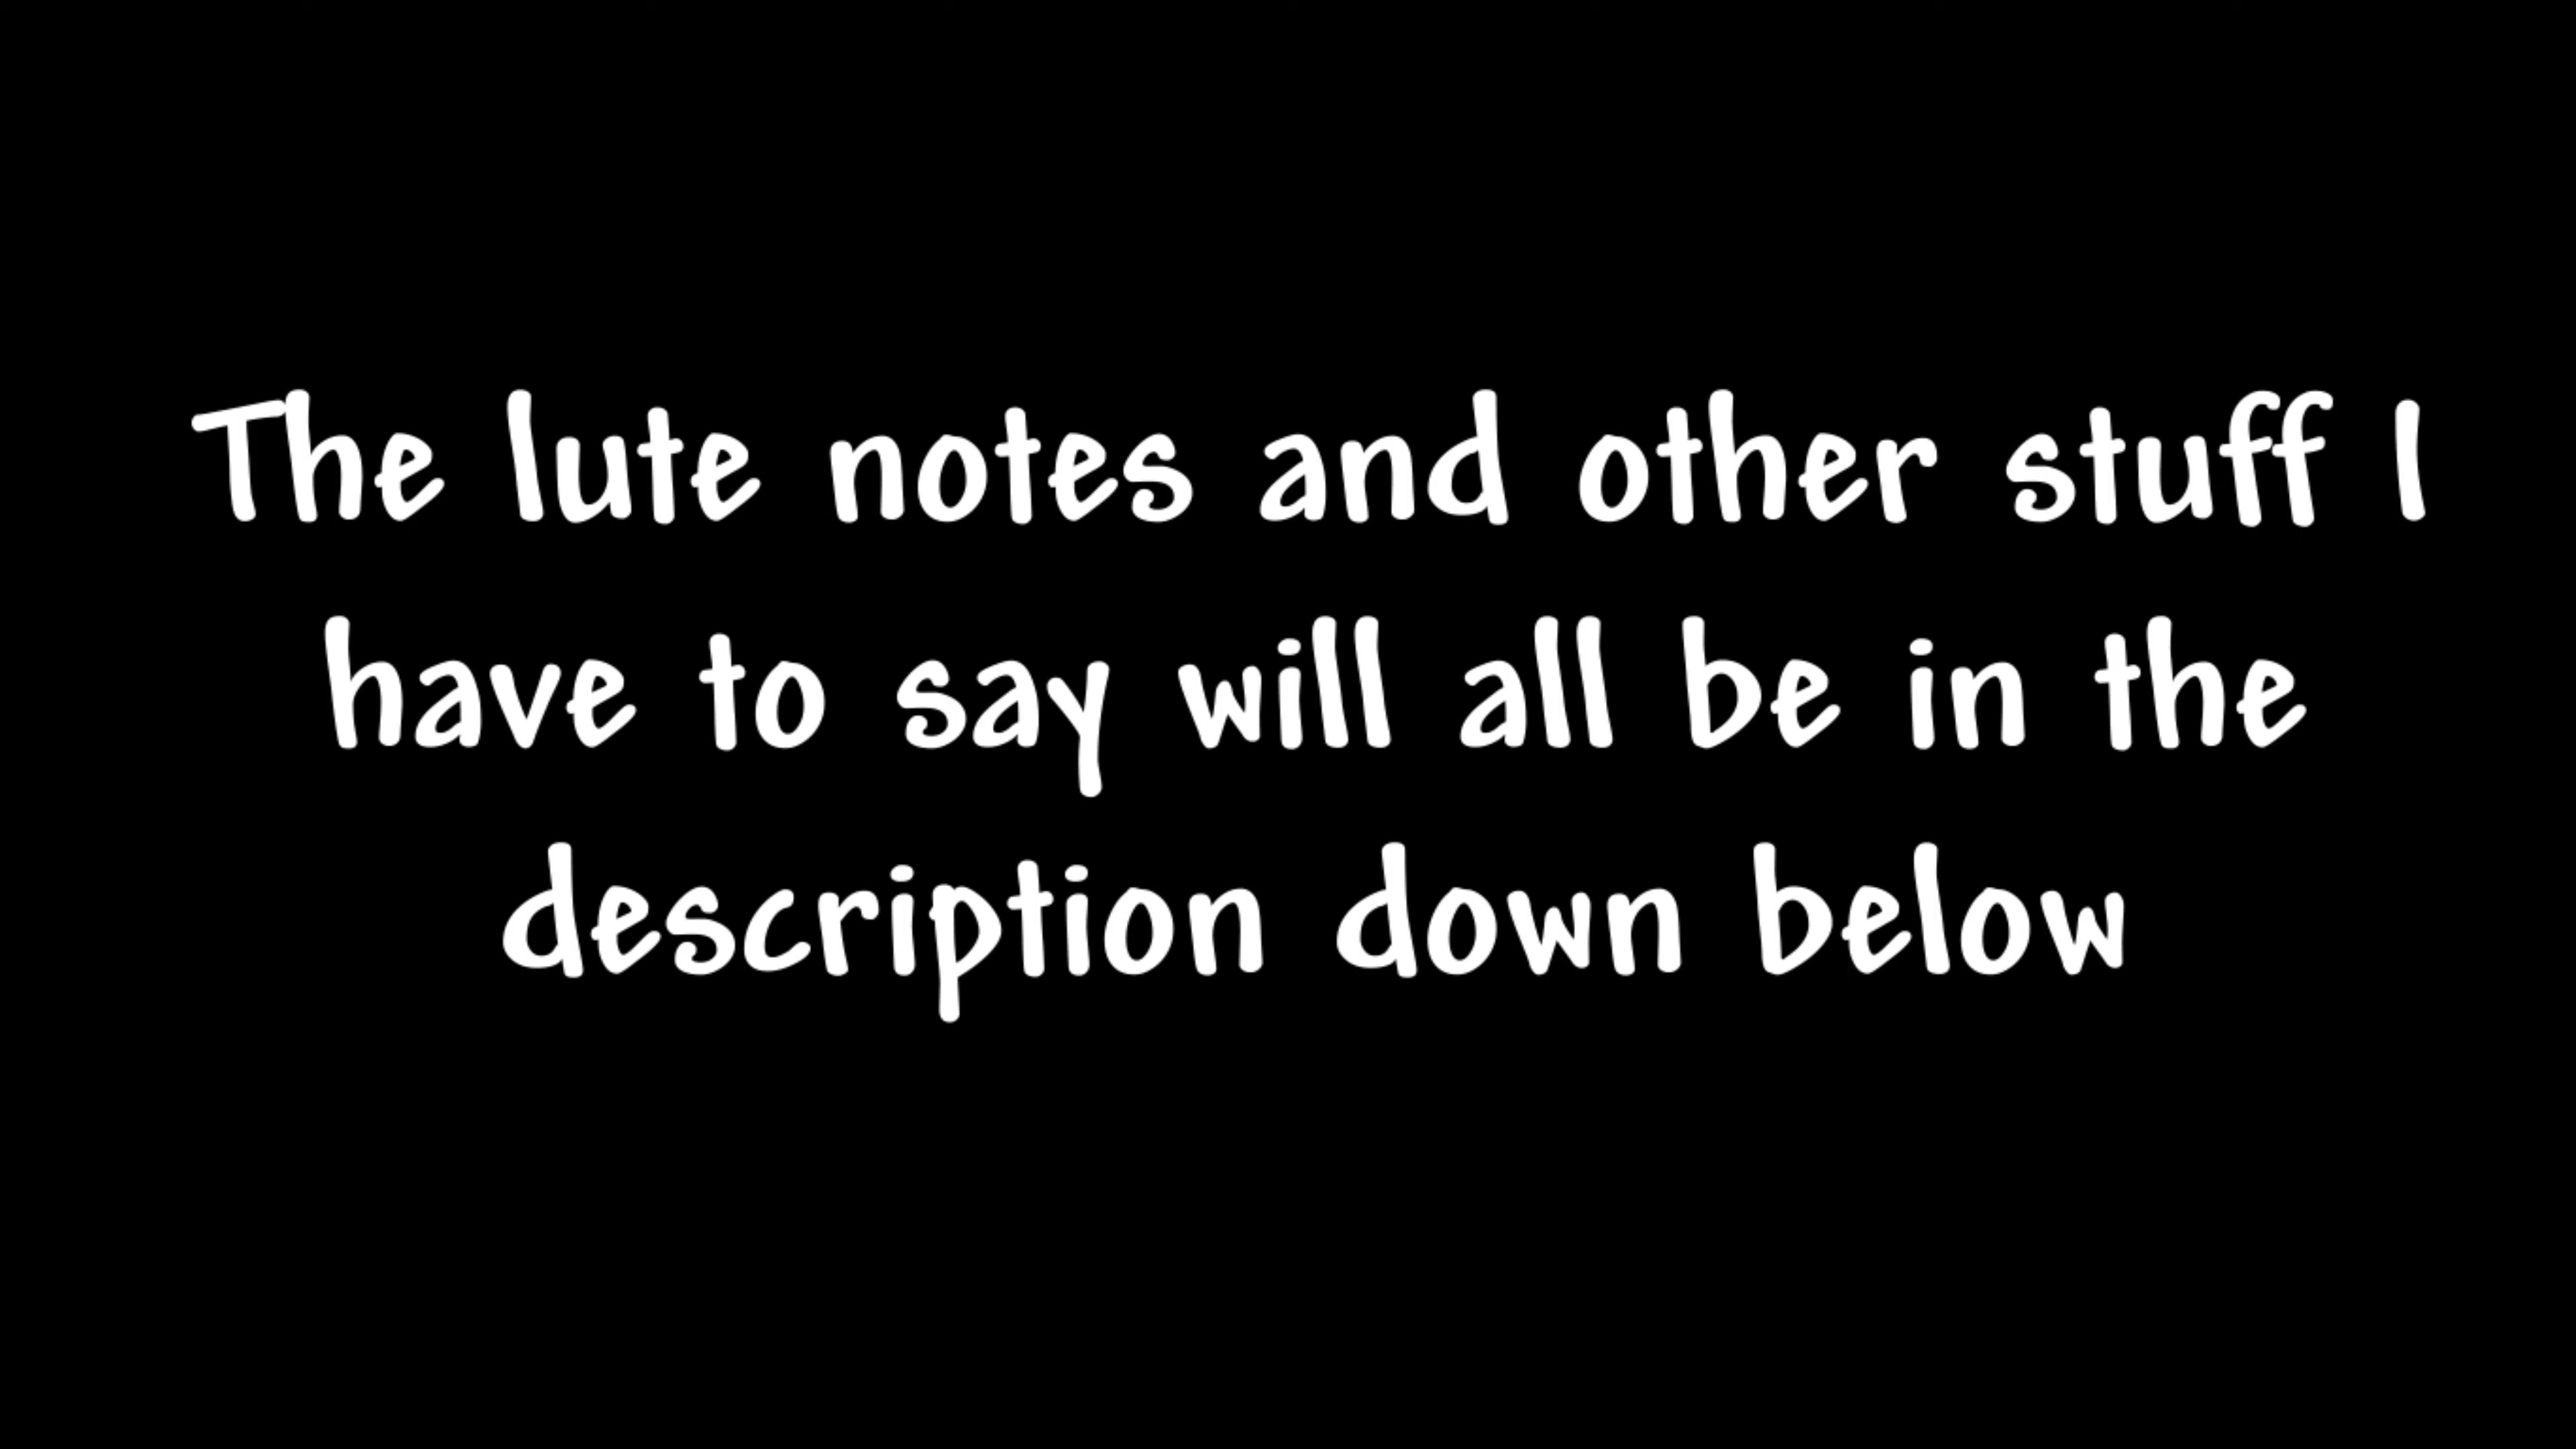 The lute notes and other stuff I
have to say will all be in the
description down below